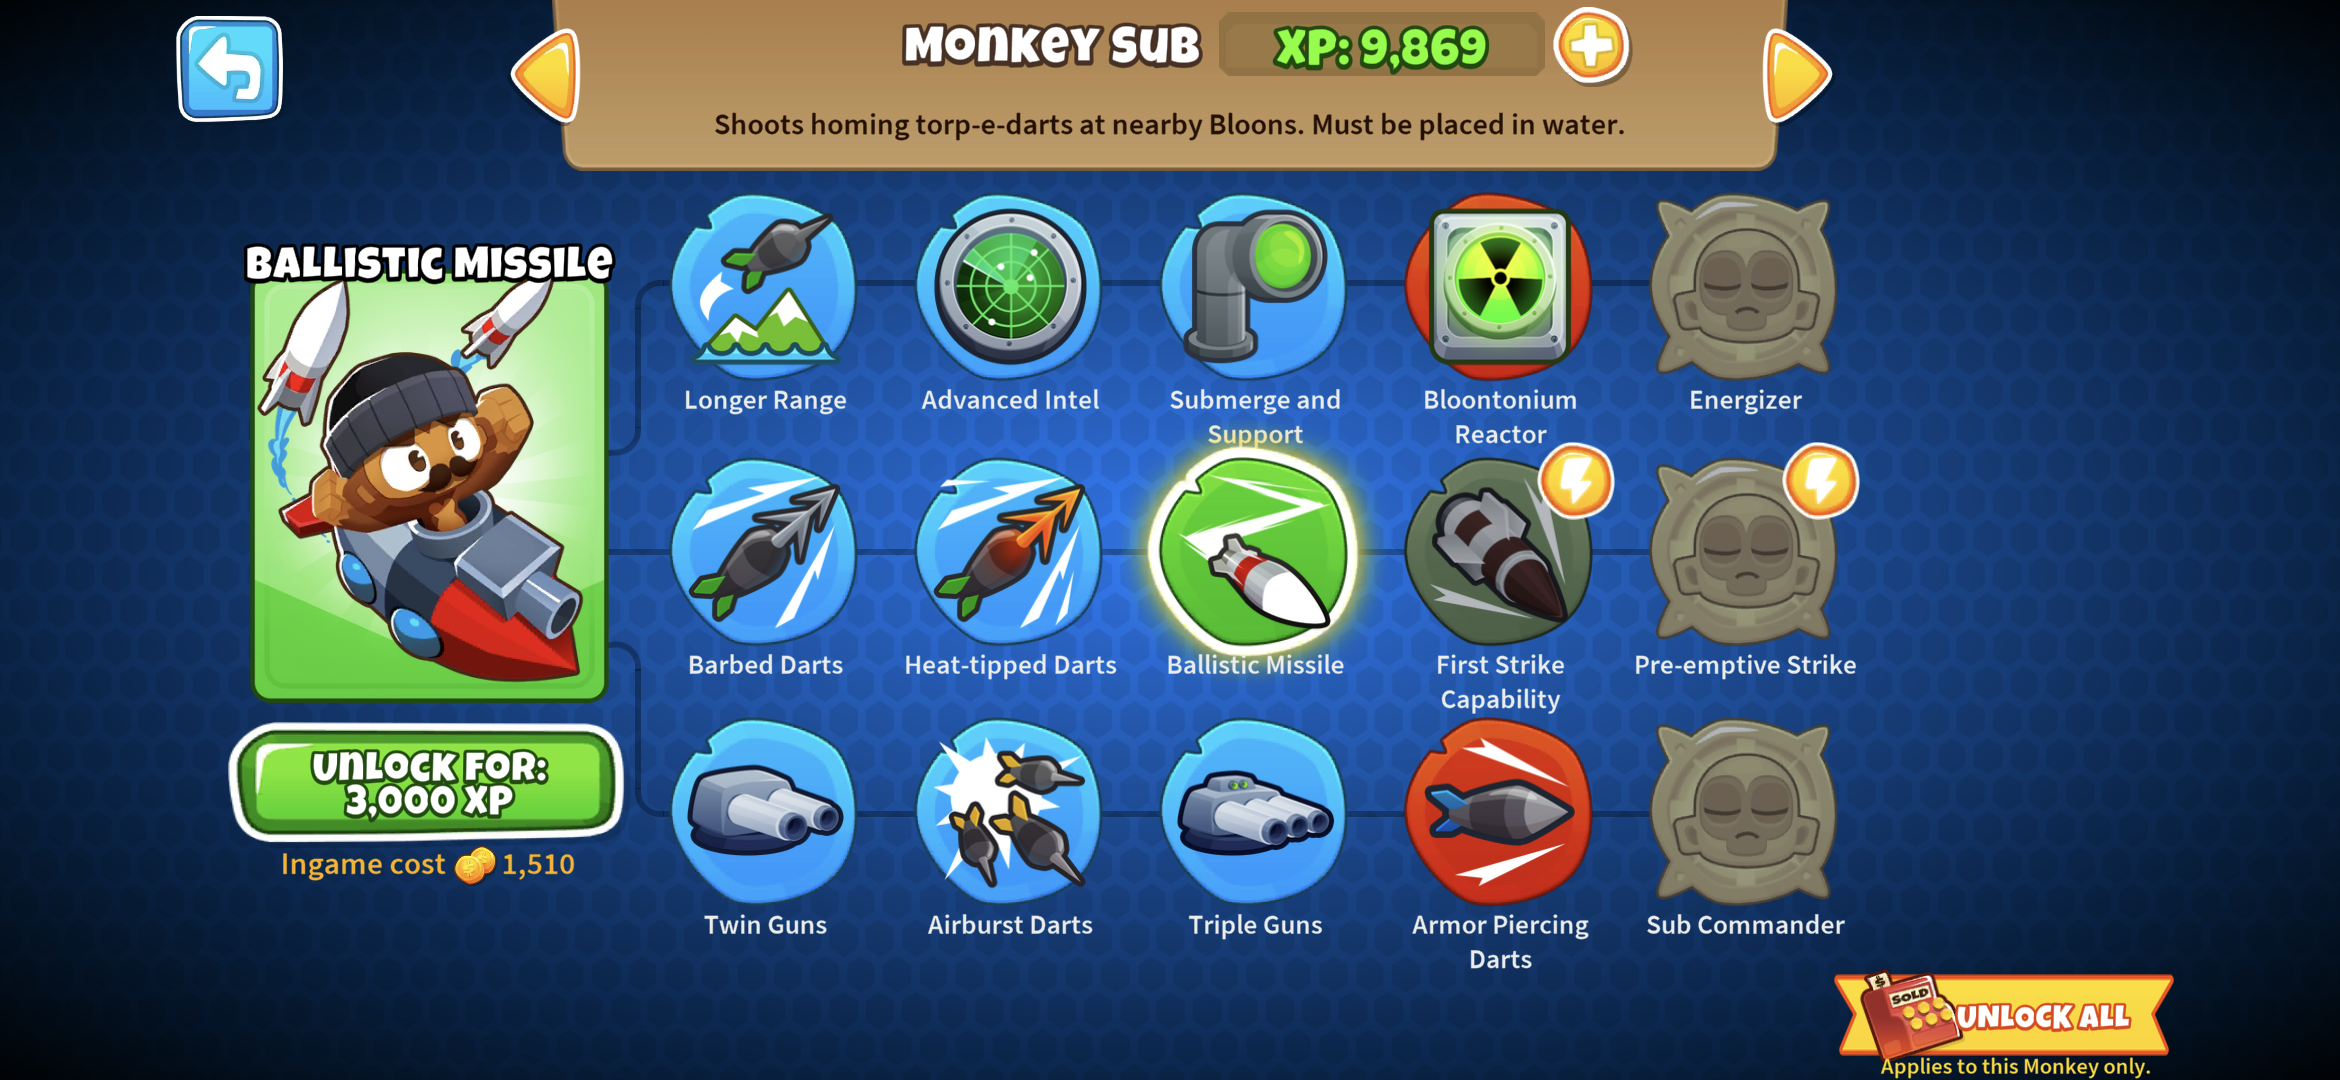 Monkey Sub
XP: 9,869
Shoots homing torp-e-darts at nearby Bloons. Must be placed in water.
Ballistic Missile
Longer Range
Advanced Intel
Submerge and
Support
Bloontonium
Reactor
Energizer
Barbed Darts
Heat-tipped Darts
Ballistic Missile
First Strike
Capability
Pre-emptive Strike
Unlock for:
3,000 XP
Ingame cost 1,510
Twin Guns
Airburst Darts
Triple Guns
Armor Piercing
Darts
Sub Commander
$
SOLD
Unlock All
Applies to this Monkey only.